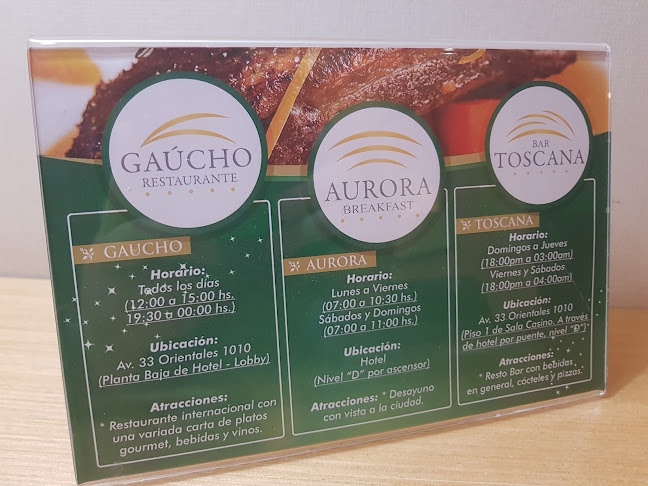 GAÚCHO
RESTAURANTE
GAUCHO
Horario:
Todos los días
(12:00 a 15:00 hs.
19:30 a 00:00 hs.)
Ubicación:
Av. 33 Orientales 1010
(Planta Baja de Hotel - Lobby)
Atracciones:
* Restaurante internacional con
una variada carta de platos
gourmet, bebidas y vinos.
AURORA
BREAKFAST
AURORA
Horario:
Lunes a Viernes
(07:00 a 10:30 hs.)
Sábados y Domingos
(07:00 a 11:00 hs.)
Ubicación:
Hotel
(Nivel "D" por ascensor)
Atracciones: * Desayuno
con vista a la ciudad.
BAR
TOSCANA
TOSCANA
Horario:
Domingos a Jueves
(18:00pm a 03:00am)
Viernes y Sábados
(18:00pm a 04:00am)
Ubicación:
Av. 33 Orientales 1010
(Piso 1 de Sala Casino. A través
de hotel por puente, nivel "D")
Atracciones:
* Resto Bar con bebidas
en general, cócteles y pizzas.